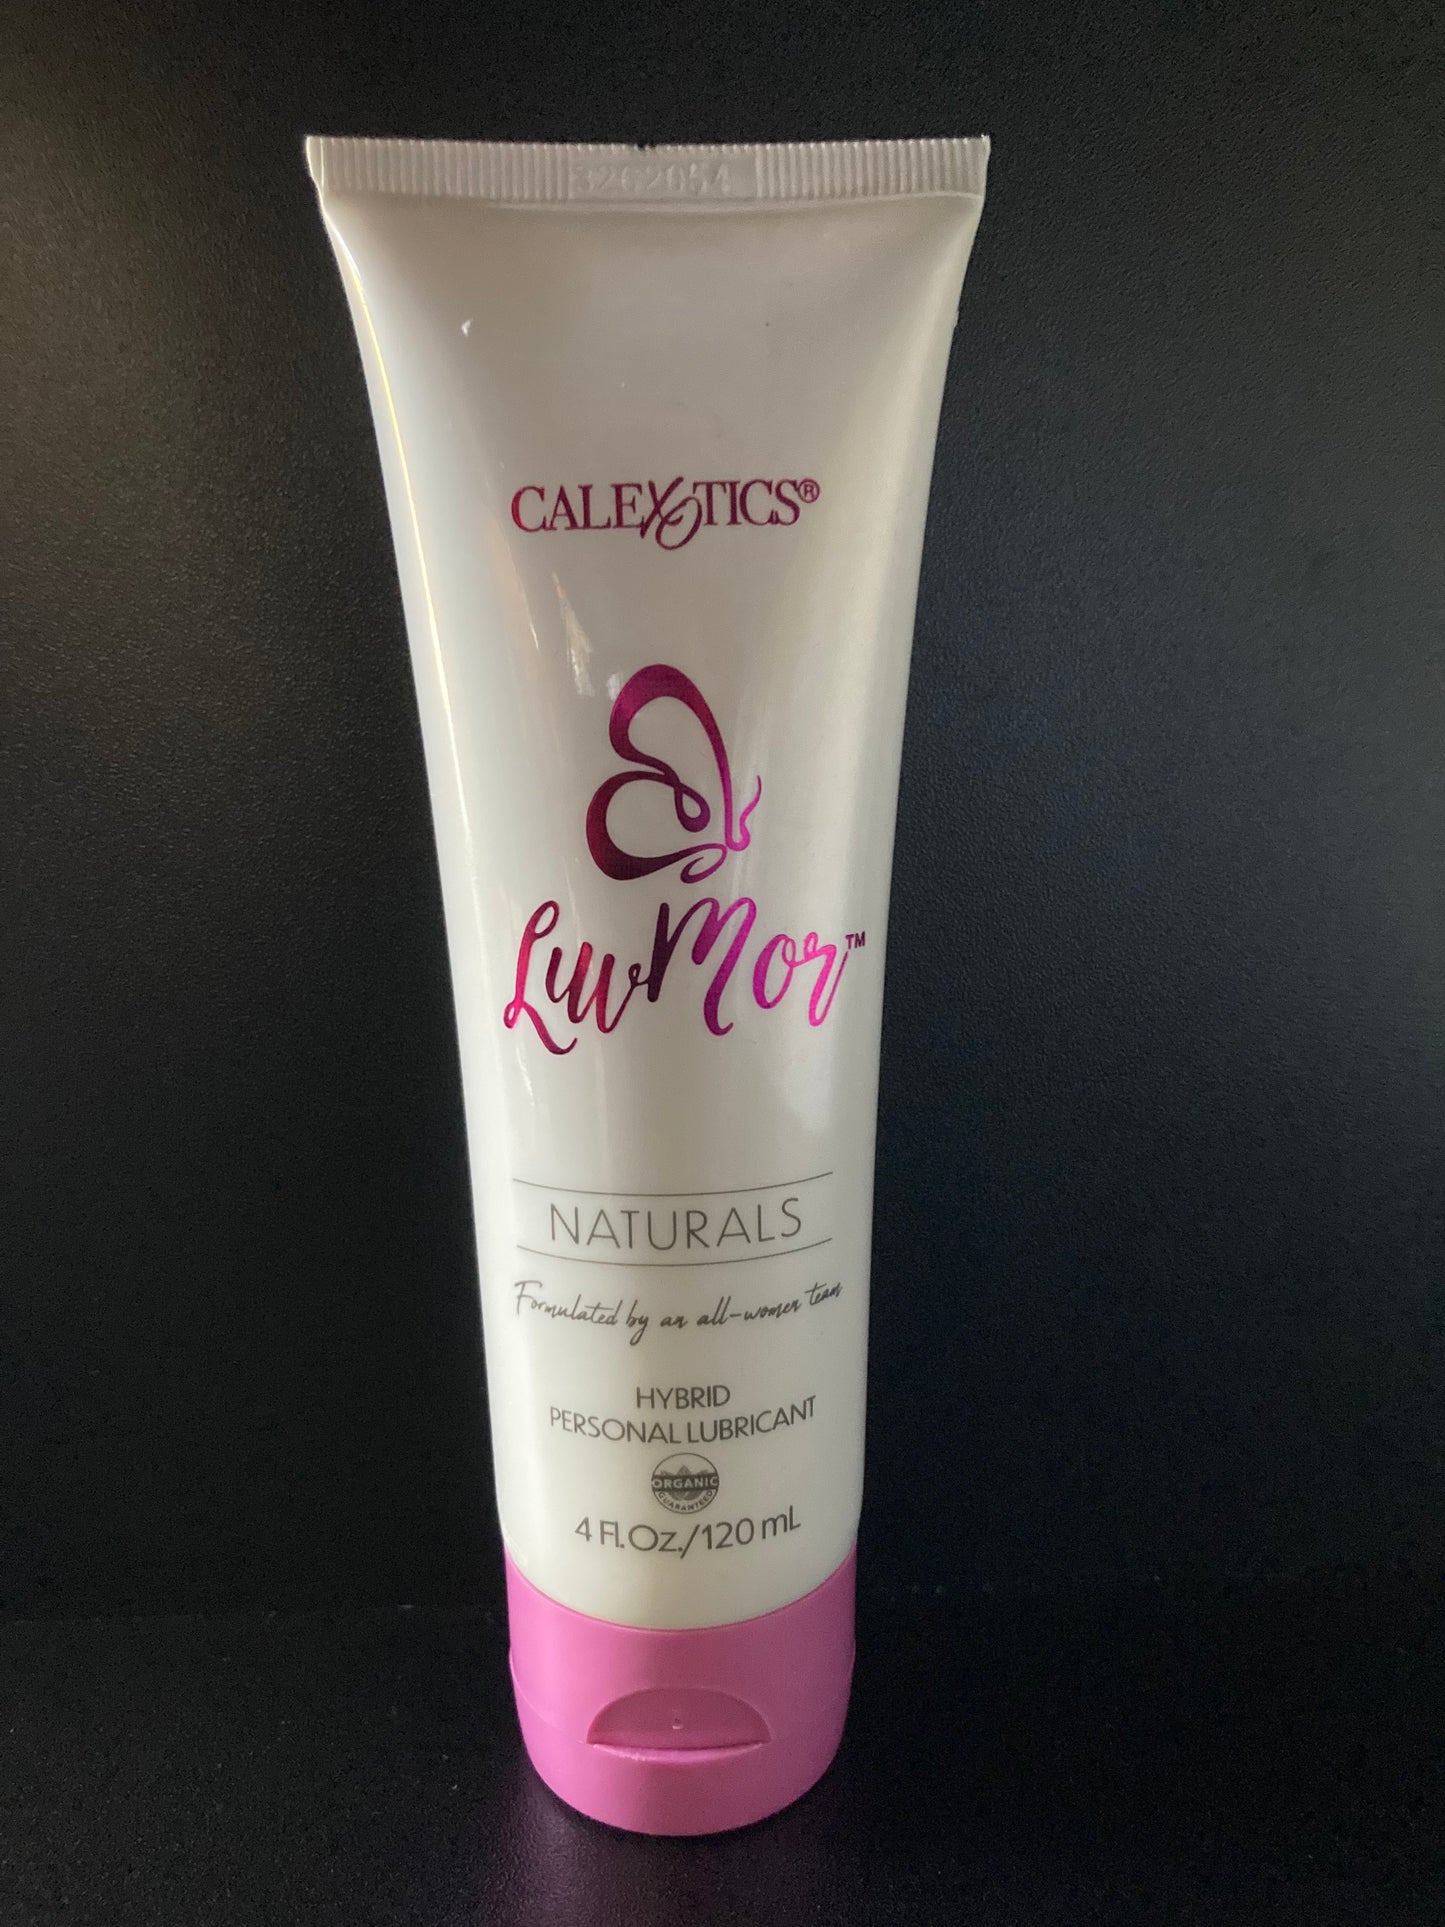 3262054
CALEXOTICS®
LuvMor™
NATURALS
Formulated by an all-women team
HYBRID
PERSONAL LUBRICANT
ORGANIC
GUARANTEED
4 Fl.Oz./120 mL